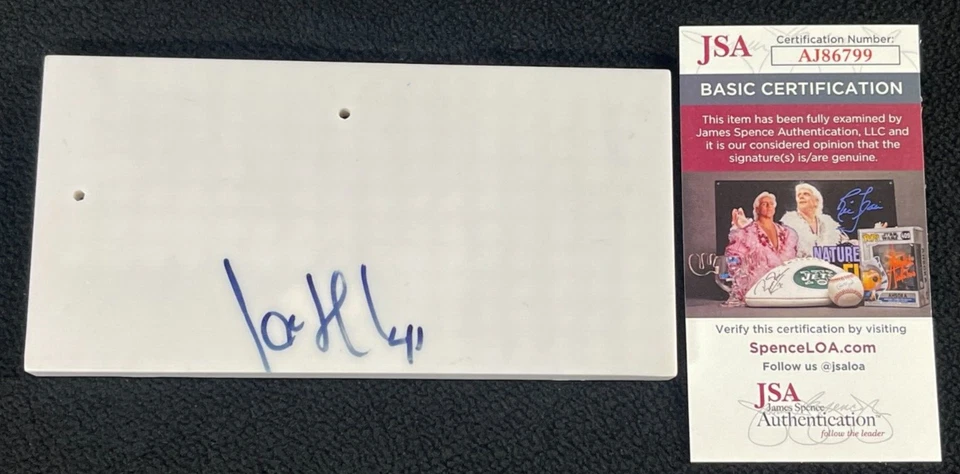 JSA
Certification Number:
AJ86799
BASIC CERTIFICATION
This item has been fully examined by
James Spence Authentication, LLC and
it is our considered opinion that the
signature(s) is/are genuine.
NATURE
JETS
Verify this certification by visiting
SpenceLOA.com
Follow us @jsaloa
JSA
James Spence
Authentication
follow the leader